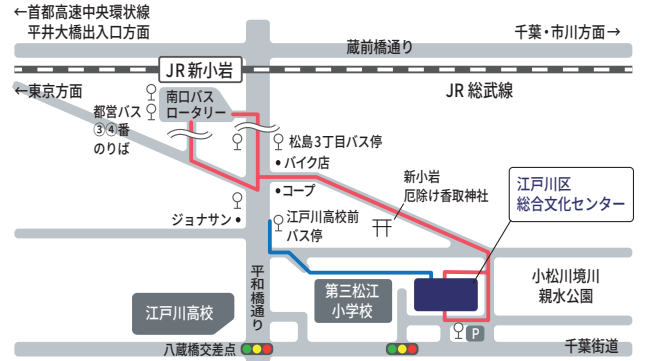 ←首都高速中央環状線
平井大橋出入口方面
千葉・市川方面→
蔵前橋通り
JR新小岩
←東京方面
JR 総武線
都営バス
③④番
のりば
南口バス
ロータリー
松島3丁目バス停
•バイク店
•コープ
新小岩
厄除け香取神社
江戸川区
総合文化センター
ジョナサン•
江戸川高校前
バス停
平和橋通り
小松川境川
親水公園
第三松江
小学校
江戸川高校
P
八蔵橋交差点
千葉街道